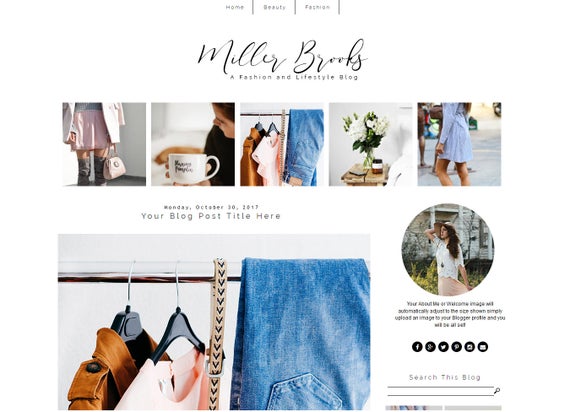 Home
Beauty
Fashion
Miller Brooks
A Fashion and Lifestyle Blog
Monday, October 30, 2017
Your Blog Post Title Here
Your About Me or Welcome image will
automatically adjust to the size shown simply
upload an image to your Blogger profile and you
will be all set!
Search This Blog